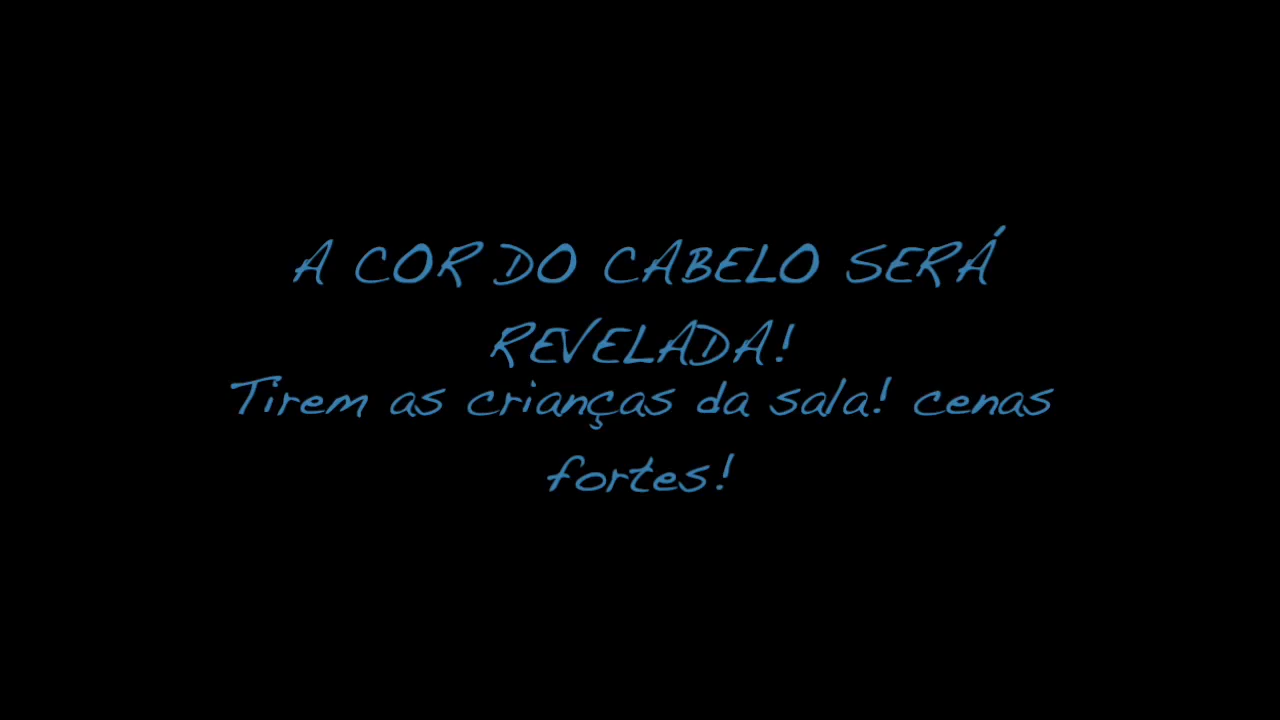 A COR DO CABELO SERÁ
REVELADA!
Tirem as crianças da sala! cenas
fortes!